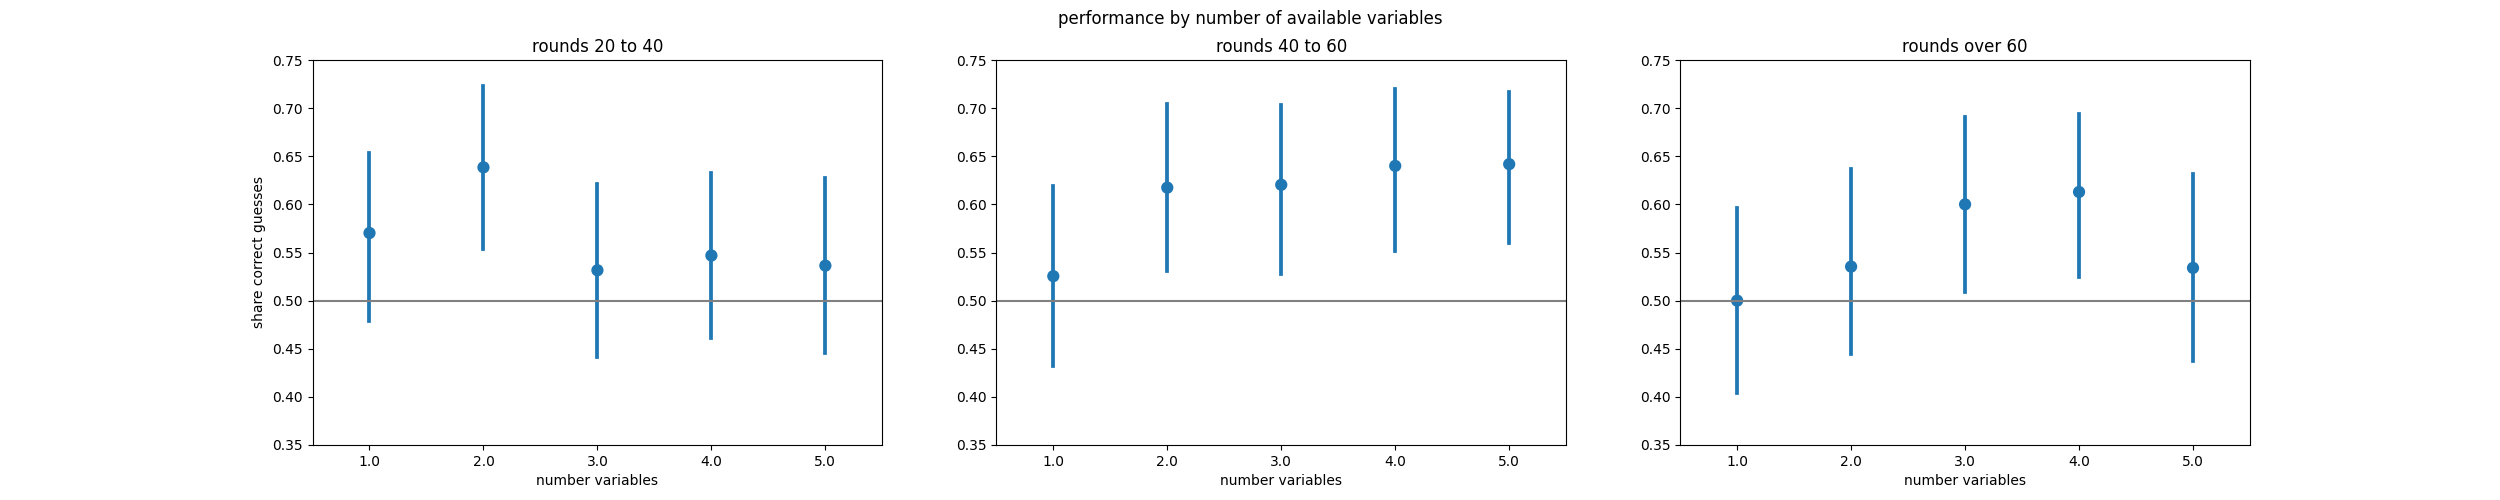 performance by number of available variables
rounds 20 to 40
0.75
0.70
0.65
0.60
0.55
0.50
0.45
0.40
0.35
share correct guesses
1.0 2.0 3.0 4.0 5.0
number variables
rounds 40 to 60
0.75
0.70
0.65
0.60
0.55
0.50
0.45
0.40
0.35
1.0 2.0 3.0 4.0 5.0
number variables
rounds over 60
0.75
0.70
0.65
0.60
0.55
0.50
0.45
0.40
0.35
1.0 2.0 3.0 4.0 5.0
number variables